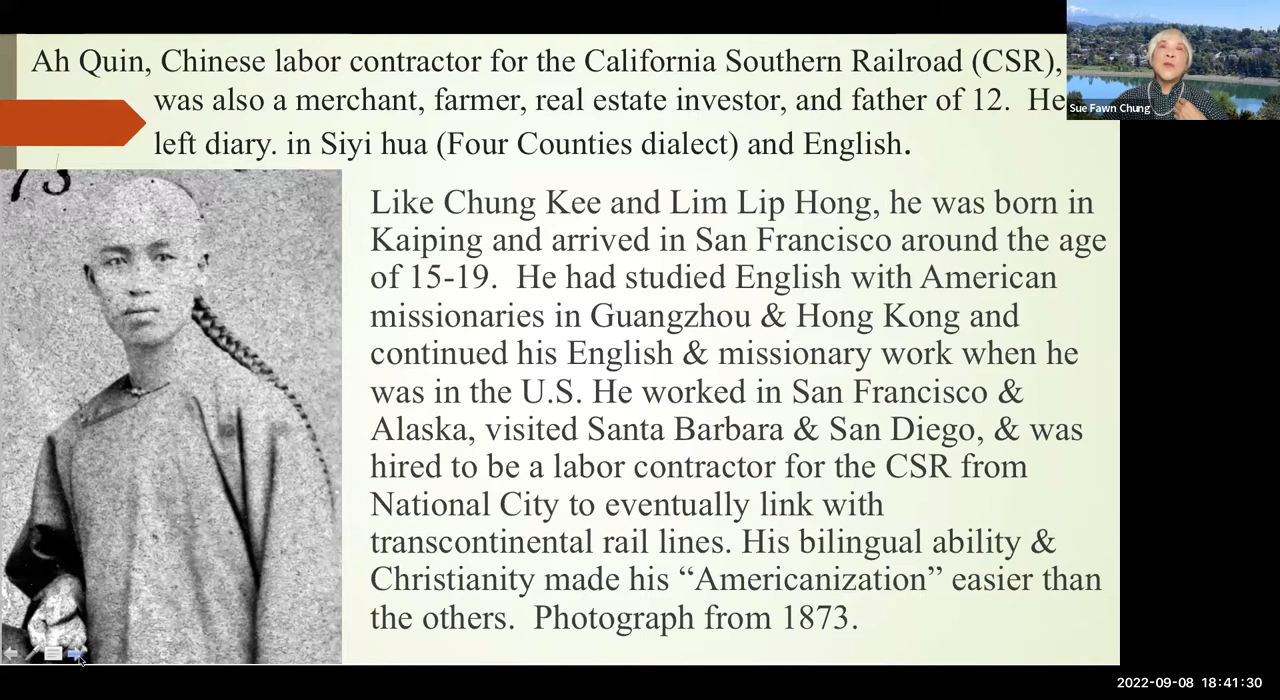 Ah Quin, Chinese labor contractor for the California Southern Railroad (CSR),
was also a merchant, farmer, real estate investor, and father of 12. He
left diary. in Siyi hua (Four Counties dialect) and English.
Sue Fawn Chung
73
Like Chung Kee and Lim Lip Hong, he was born in
Kaiping and arrived in San Francisco around the age
of 15-19. He had studied English with American
missionaries in Guangzhou & Hong Kong and
continued his English & missionary work when he
was in the U.S. He worked in San Francisco &
Alaska, visited Santa Barbara & San Diego, & was
hired to be a labor contractor for the CSR from
National City to eventually link with
transcontinental rail lines. His bilingual ability &
Christianity made his “Americanization” easier than
the others. Photograph from 1873.
2022-09-08 18:41:30